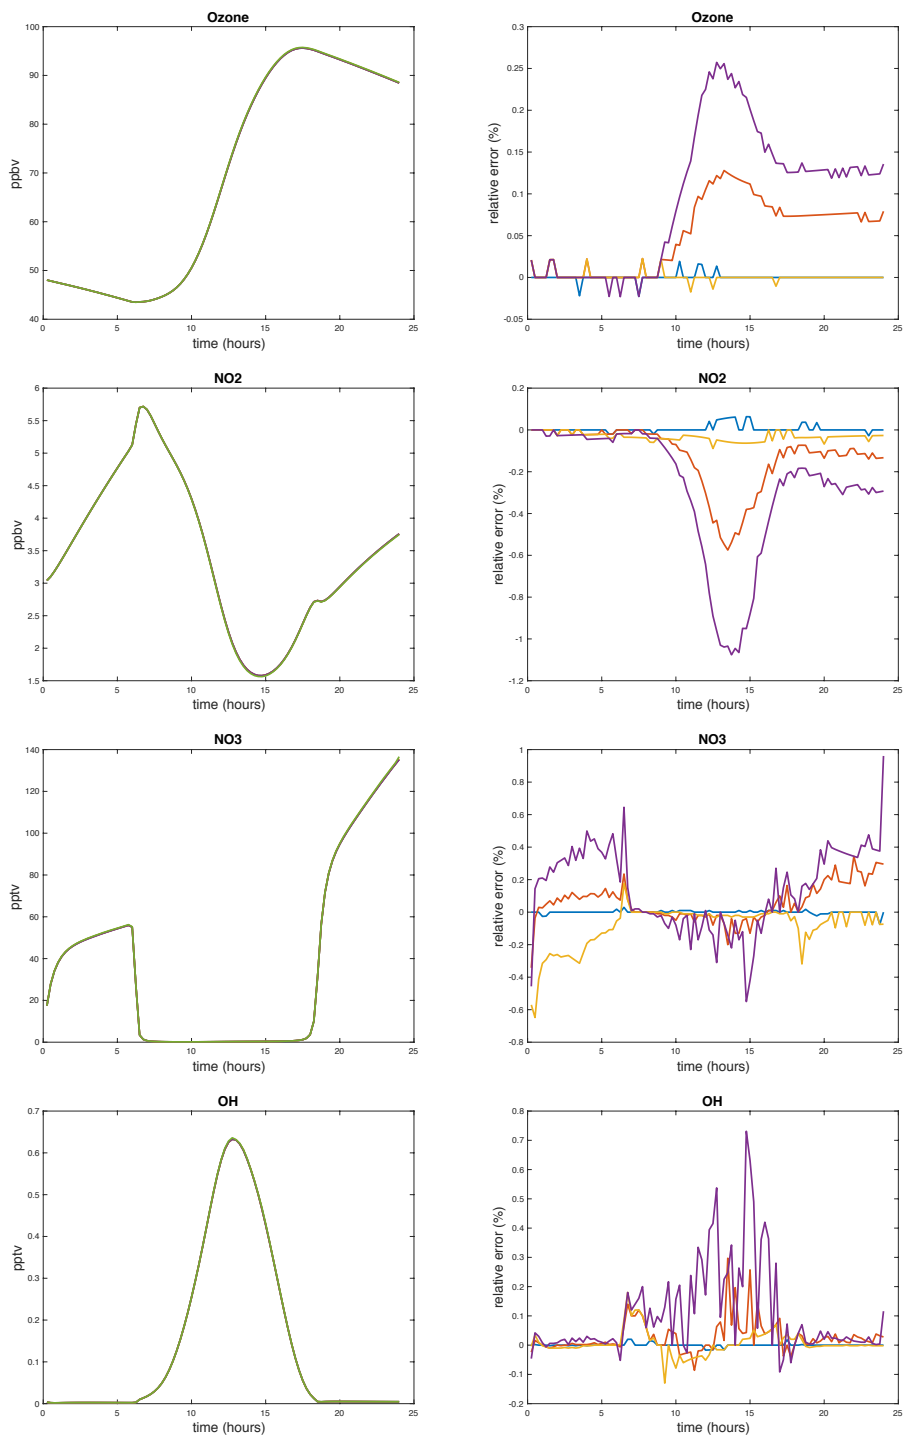 Ozone
100
90
80
70
60
50
40
ppbv
0 5 10 15 20 25
time (hours)
Ozone
0.3
0.25
0.2
0.15
0.1
0.05
0
-0.05
relative error (%)
0 5 10 15 20 25
time (hours)
NO2
6
5.5
5
4.5
4
3.5
3
2.5
2
1.5
ppbv
0 5 10 15 20 25
time (hours)
NO2
0.2
0
-0.2
-0.4
-0.6
-0.8
-1
-1.2
relative error (%)
0 5 10 15 20 25
time (hours)
NO3
140
120
100
80
60
40
20
0
pptv
0 5 10 15 20 25
time (hours)
NO3
1
0.8
0.6
0.4
0.2
0
-0.2
-0.4
-0.6
-0.8
relative error (%)
0 5 10 15 20 25
time (hours)
OH
0.7
0.6
0.5
0.4
0.3
0.2
0.1
0
pptv
0 5 10 15 20 25
time (hours)
OH
0.8
0.7
0.6
0.5
0.4
0.3
0.2
0.1
0
-0.1
-0.2
relative error (%)
0 5 10 15 20 25
time (hours)